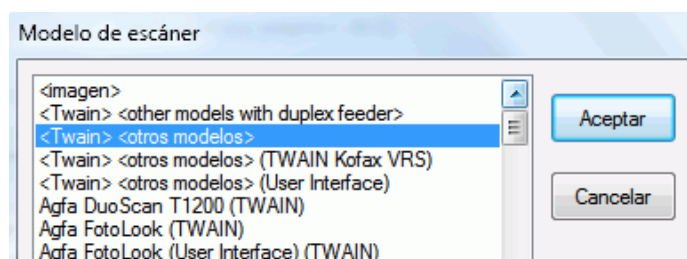 Modelo de escáner
<imagen>
<Twain> <other models with duplex feeder>
<Twain> <otros modelos>
<Twain> <otros modelos> (TWAIN Kofax VRS)
<Twain> <otros modelos> (User Interface)
Agfa DuoScan T1200 (TWAIN)
Agfa FotoLook (TWAIN)
Agfa FotoLook (User Interface) (TWAIN)
Aceptar
Cancelar